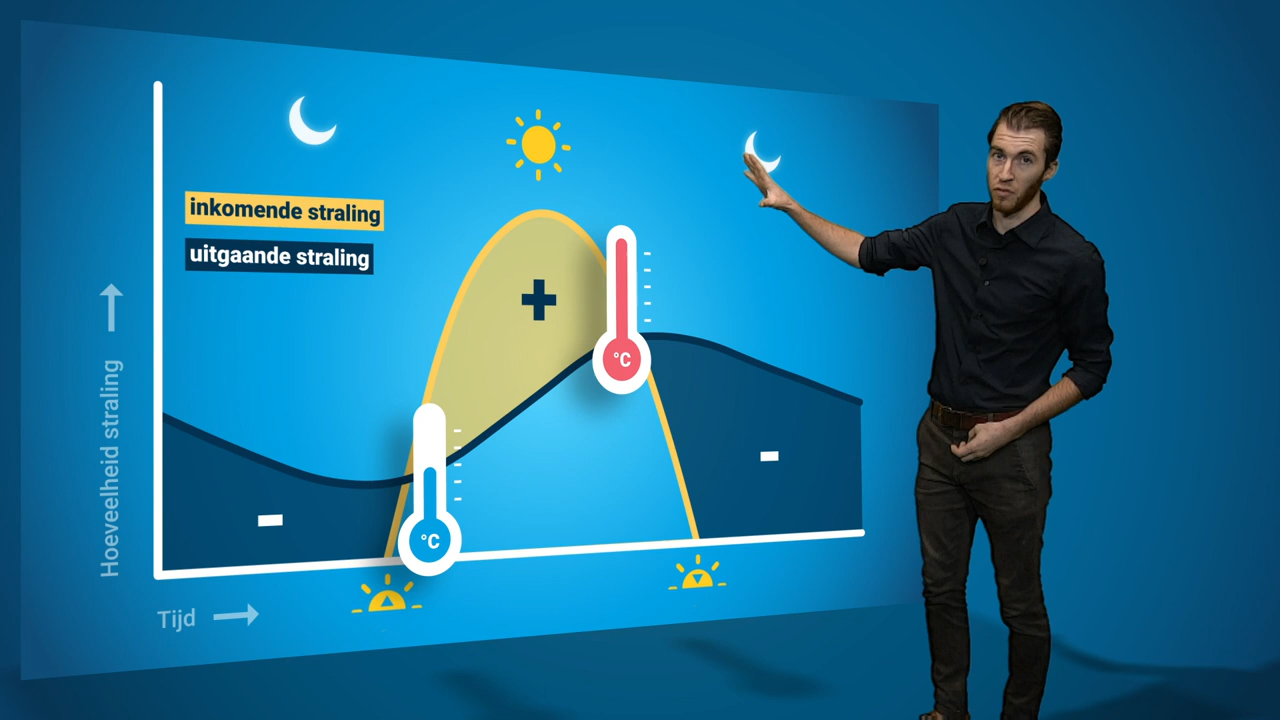 inkomende straling
uitgaande straling
Hoeveelheid straling
°C
°C
Tijd